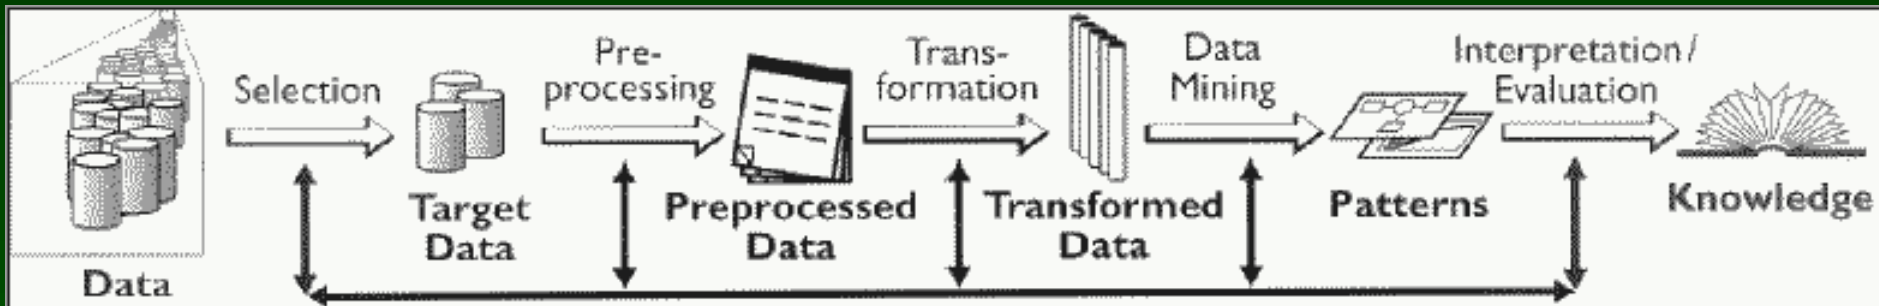 Selection
Pre-
processing
Trans-
formation
Data
Mining
Interpretation/
Evaluation
Data
Target
Data
Preprocessed
Data
Transformed
Data
Patterns
Knowledge